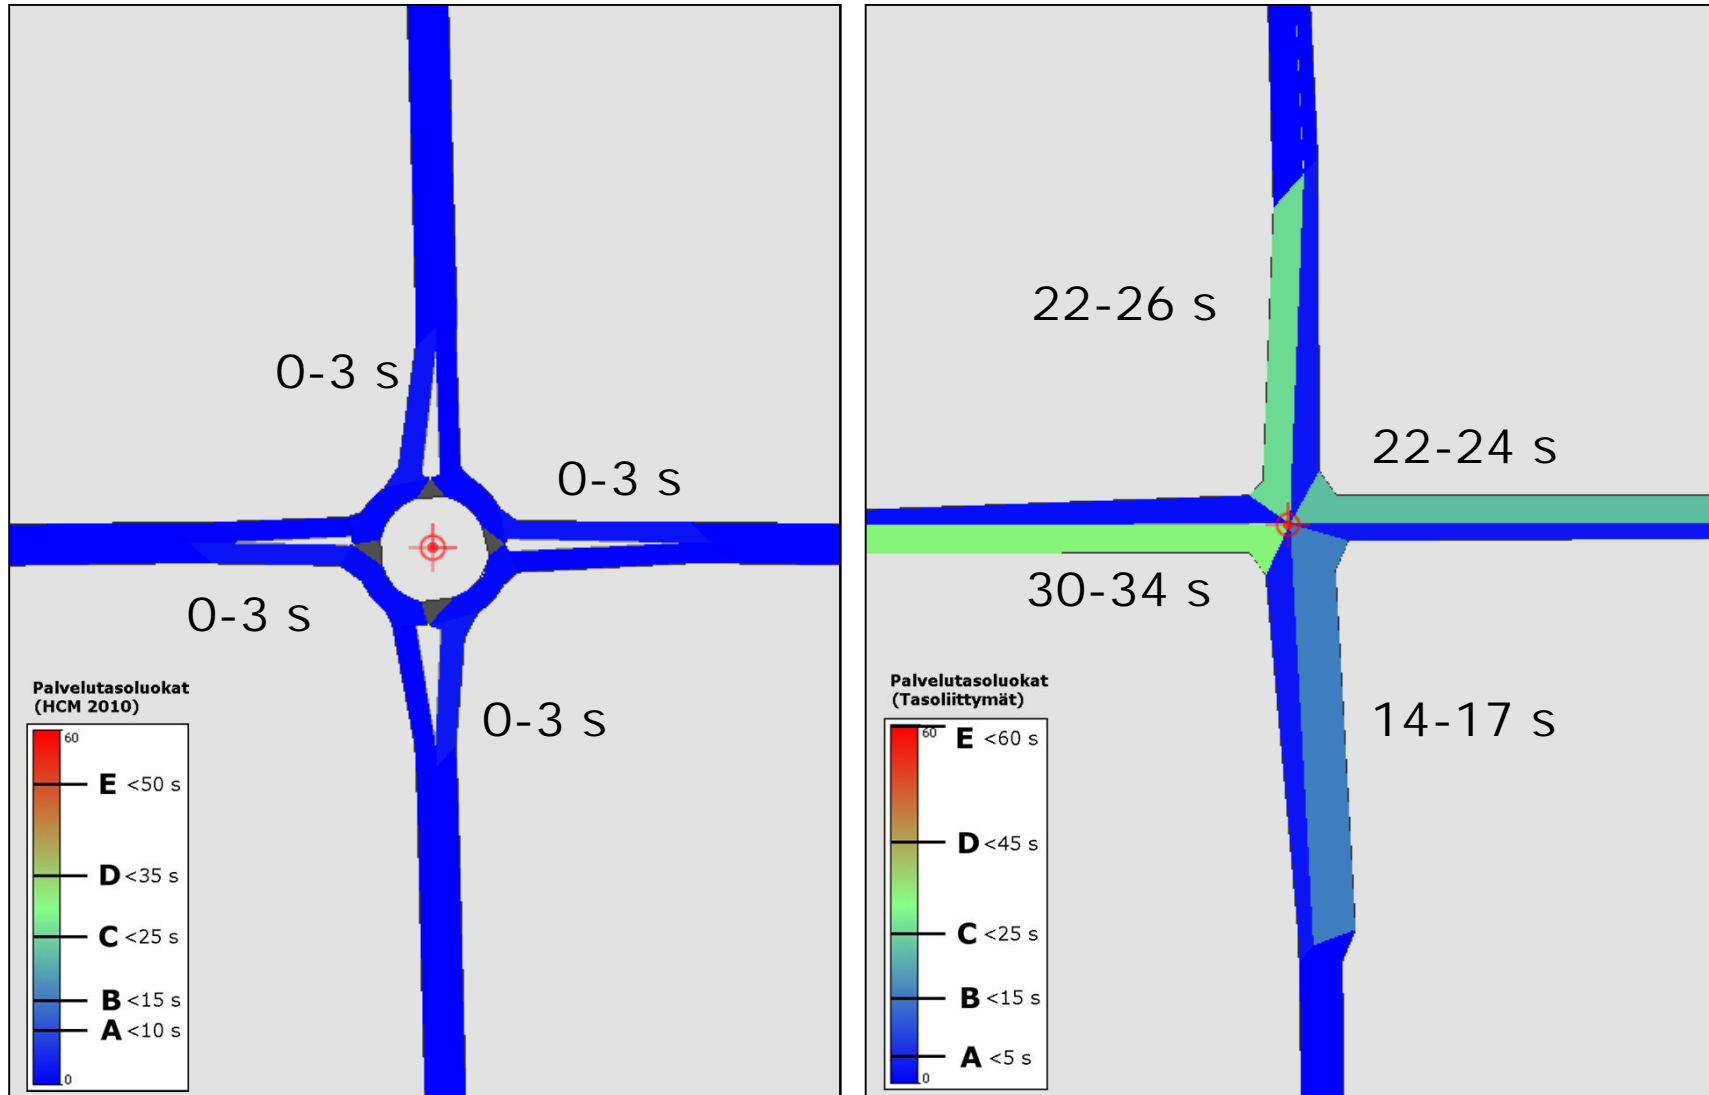 0-3 s
0-3 s
0-3 s
0-3 s
Palvelutasoluokat
(HCM 2010)
60
E <50 s
D <35 s
C <25 s
B <15 s
A <10 s
0
22-26 s
22-24 s
30-34 s
14-17 s
Palvelutasoluokat
(Tasoliittymät)
60
E <60 s
D <45 s
C <25 s
B <15 s
A <5 s
0